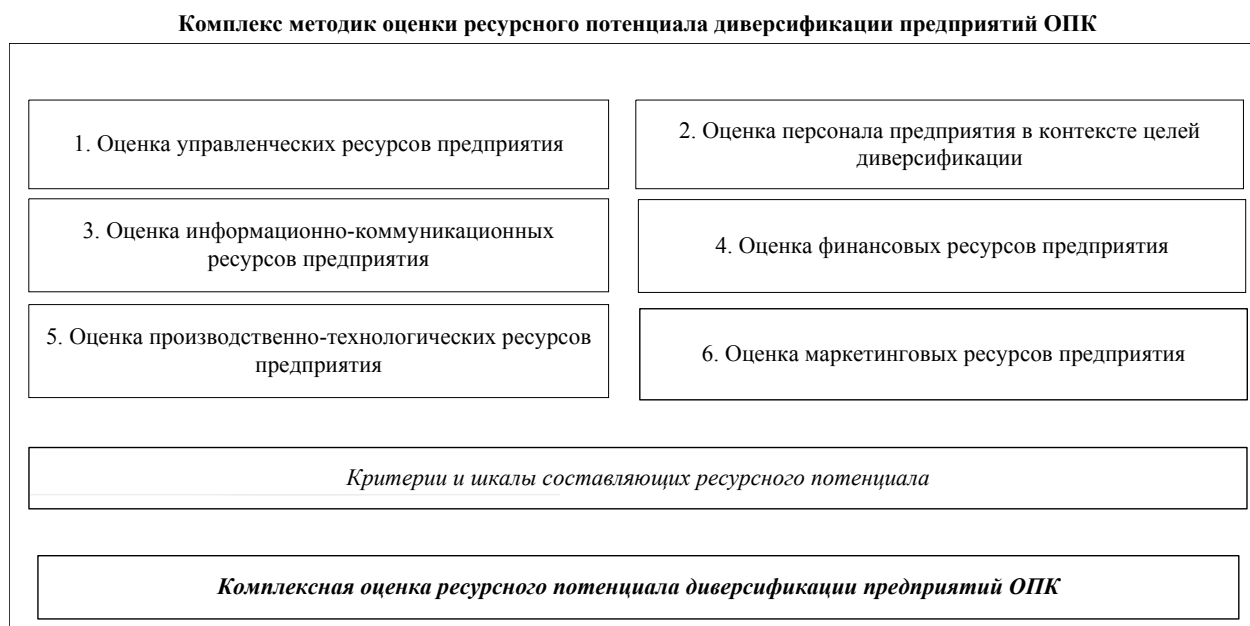 Комплекс методик оценки ресурсного потенциала диверсификации предприятий ОПК
1. Оценка управленческих ресурсов предприятия
2. Оценка персонала предприятия в контексте целей
диверсификации
3. Оценка информационно-коммуникационных
ресурсов предприятия
4. Оценка финансовых ресурсов предприятия
5. Оценка производственно-технологических ресурсов
предприятия
6. Оценка маркетинговых ресурсов предприятия
Критерии и шкалы составляющих ресурсного потенциала
Комплексная оценка ресурсного потенциала диверсификации предприятий ОПК